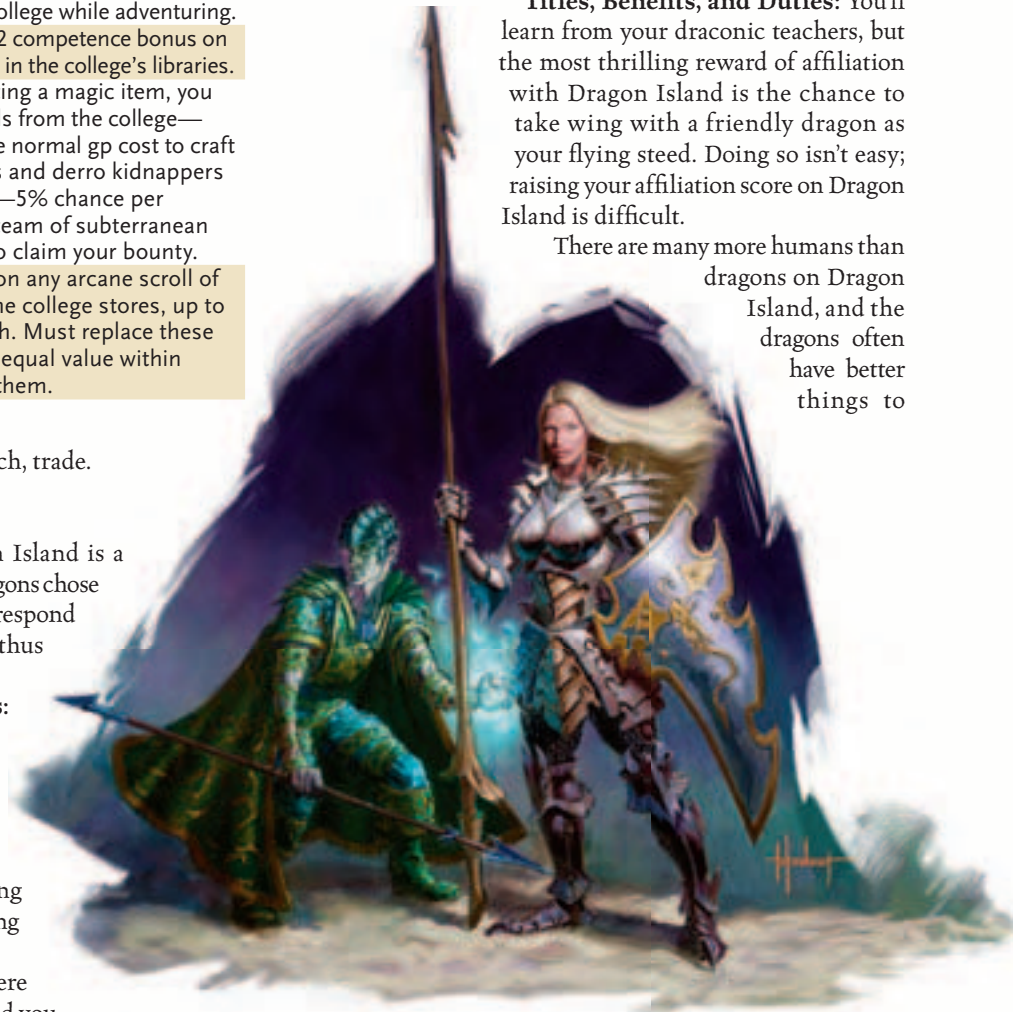 ollege while adventuring.
2 competence bonus on
in the college's libraries.
ing a magic item, you
ls from the college—
e normal gp cost to craft
s and derro kidnappers
—5% chance per
team of subterranean
o claim your bounty.
on any arcane scroll of
he college stores, up to
h. Must replace these
equal value within
them.
ch, trade.
n Island is a
gons chose
respond
thus
s:
ng
ng
ere
d you
Titles, Benefits, and Duties: You'll
learn from your draconic teachers, but
the most thrilling reward of affiliation
with Dragon Island is the chance to
take wing with a friendly dragon as
your flying steed. Doing so isn't easy;
raising your affiliation score on Dragon
Island is difficult.
There are many more humans than
dragons on Dragon
Island, and the
dragons often
have better
things to